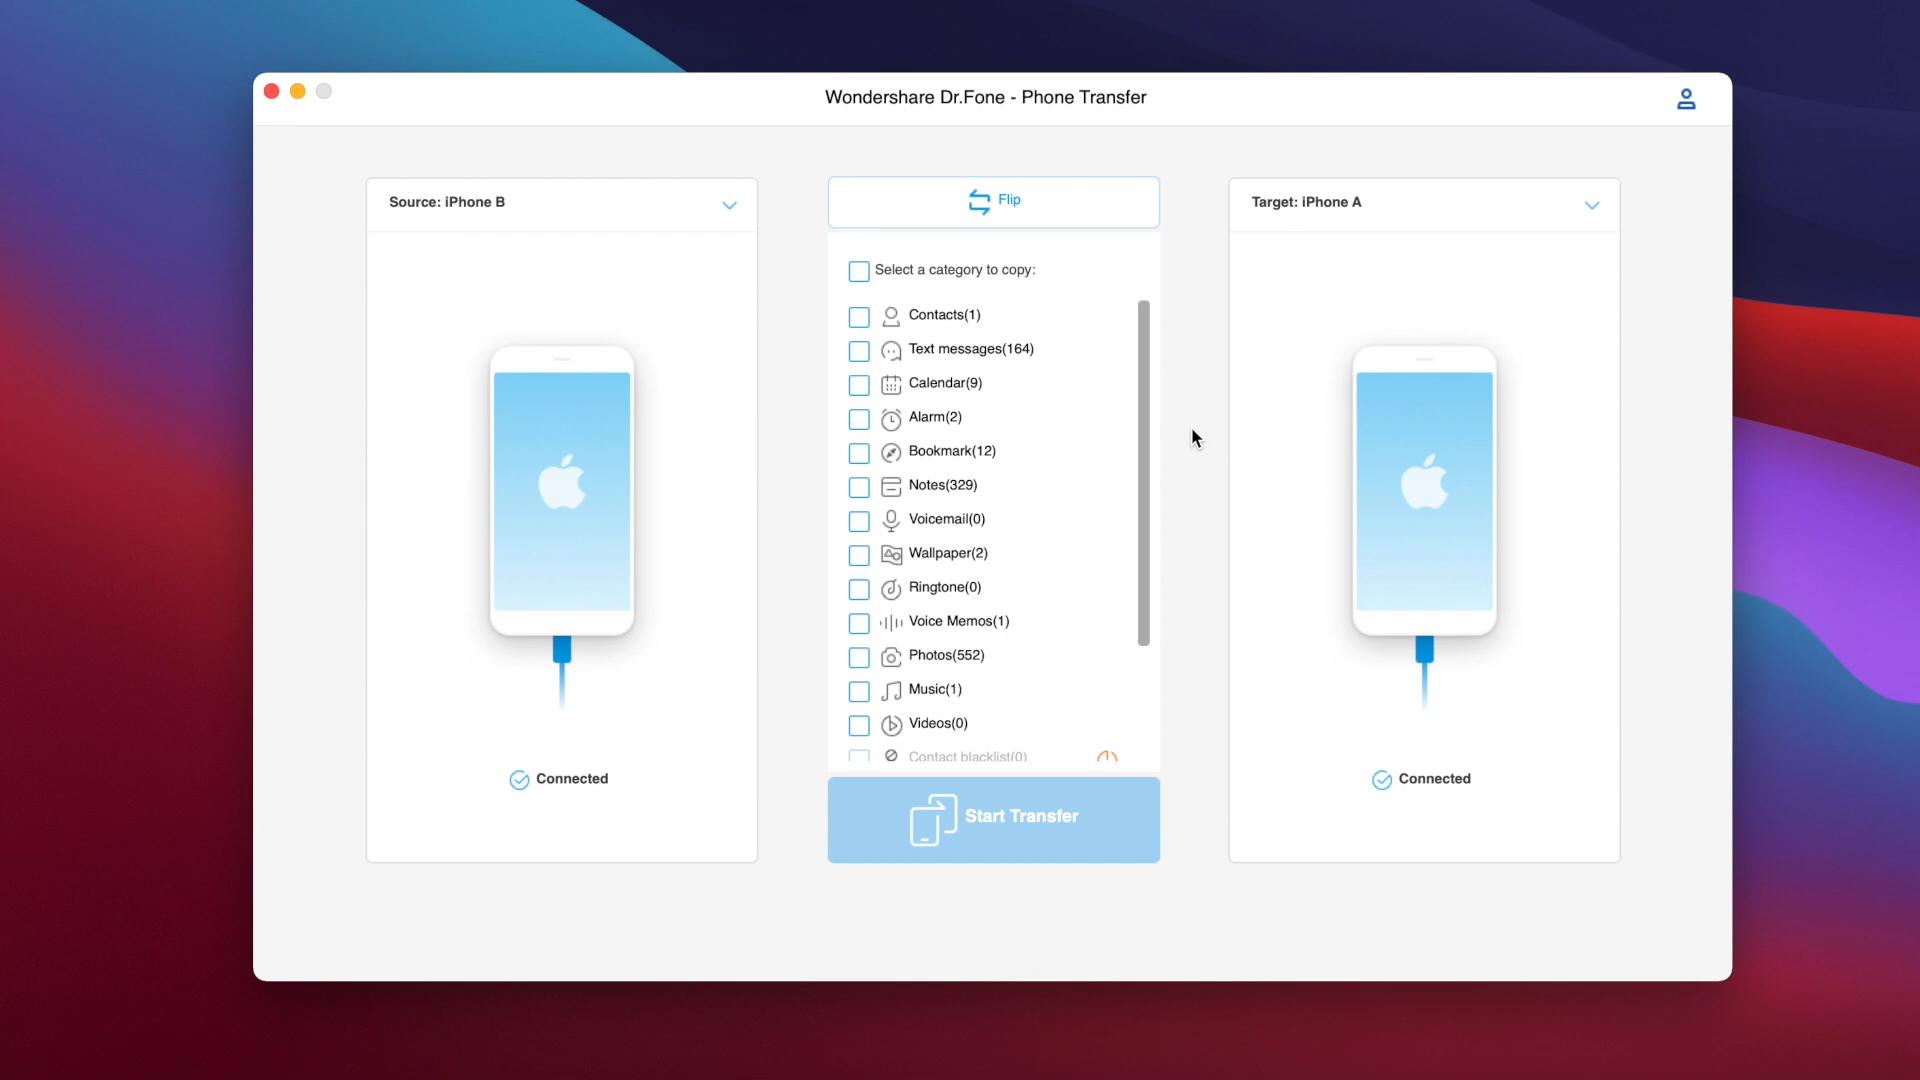 Wondershare Dr.Fone - Phone Transfer
Source: iPhone B
Flip
Target: iPhone A
Select a category to copy:
Contacts(1)
Text messages(164)
Calendar(9)
Alarm(2)
Bookmark(12)
Notes(329)
Voicemail(0)
Wallpaper(2)
Ringtone(0)
Voice Memos(1)
Photos(552)
Music(1)
Videos(0)
Contact blacklist(0)
Connected
Start Transfer
Connected